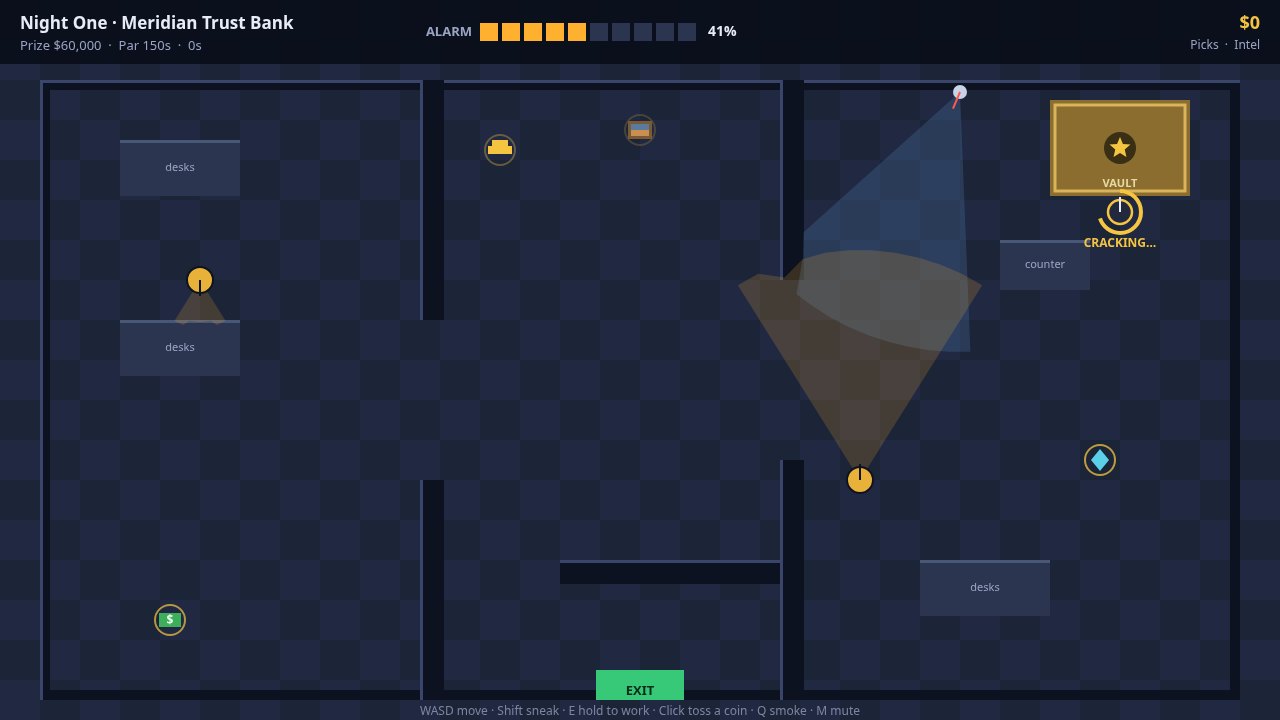 Night One · Meridian Trust Bank
Prize $60,000 · Par 150s · 0s
ALARM 41%
$0
Picks · Intel
desks
VAULT
CRACKING...
counter
desks
desks
$
EXIT
WASD move · Shift sneak · E hold to work · Click toss a coin · Q smoke · M mute